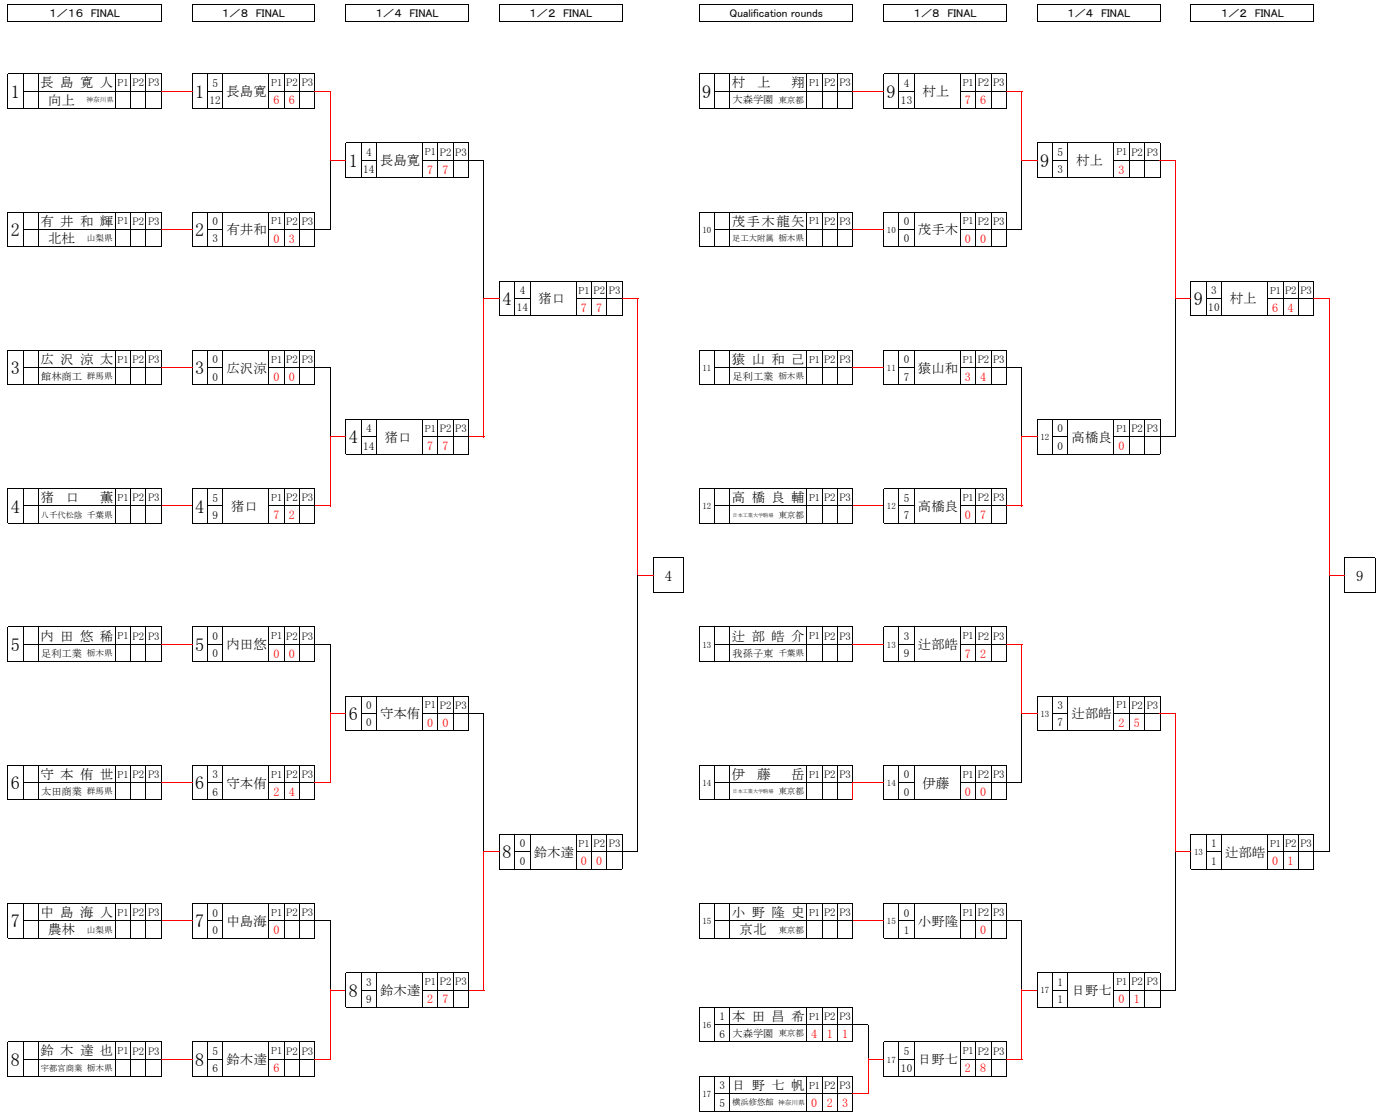 1／16 FINAL
1／8 FINAL
1／4 FINAL
1／2 FINAL
Qualification rounds
1／8 FINAL
1／4 FINAL
1／2 FINAL
1 長島寛人 P1 P2 P3
向上 神奈川県
1 5 長島寛 P1 P2 P3
12 6 6
1 4 長島寛 P1 P2 P3
14 7 7
2 有井和輝 P1 P2 P3
北杜 山梨県
2 0 有井和 P1 P2 P3
3 0 3
4 4 猪口 P1 P2 P3
14 7 7
3 広沢涼太 P1 P2 P3
館林商工 群馬県
3 0 広沢涼 P1 P2 P3
0 0 0
4 4 猪口 P1 P2 P3
14 7 7
4 猪口薫 P1 P2 P3
八千代松陰 千葉県
4 5 猪口 P1 P2 P3
9 7 2
4
5 内田悠稀 P1 P2 P3
足利工業 栃木県
5 0 内田悠 P1 P2 P3
0 0 0
6 0 守本侑 P1 P2 P3
0 0 0
6 守本侑世 P1 P2 P3
太田商業 群馬県
6 3 守本侑 P1 P2 P3
6 2 4
8 0 鈴木達 P1 P2 P3
0 0 0
7 中島海人 P1 P2 P3
農林 山梨県
7 0 中島海 P1 P2 P3
0 0
8 3 鈴木達 P1 P2 P3
9 2 7
8 鈴木達也 P1 P2 P3
宇都宮商業 栃木県
8 5 鈴木達 P1 P2 P3
6 6
9 村上翔 P1 P2 P3
大森学園 東京都
9 4 村上 P1 P2 P3
13 7 6
9 5 村上 P1 P2 P3
3 3
10 茂手木龍矢 P1 P2 P3
足工大附属 栃木県
10 0 茂手木 P1 P2 P3
0 0 0
9 3 村上 P1 P2 P3
10 6 4
11 猿山和己 P1 P2 P3
足利工業 栃木県
11 0 猿山和 P1 P2 P3
7 3 4
12 0 高橋良 P1 P2 P3
0 0
12 高橋良輔 P1 P2 P3
日本工業大学駒場 東京都
12 5 高橋良 P1 P2 P3
7 0 7
9
13 辻部皓介 P1 P2 P3
我孫子東 千葉県
13 3 辻部皓 P1 P2 P3
9 7 2
13 3 辻部皓 P1 P2 P3
7 2 5
14 伊藤岳 P1 P2 P3
日本工業大学駒場 東京都
14 0 伊藤 P1 P2 P3
0 0 0
13 1 辻部皓 P1 P2 P3
1 0 1
15 小野隆史 P1 P2 P3
京北 東京都
15 0 小野隆 P1 P2 P3
1 0
17 1 日野七 P1 P2 P3
1 0 1
16 1 本田昌希 P1 P2 P3
6 大森学園 東京都 4 1 1
17 5 日野七 P1 P2 P3
10 2 8
17 3 日野七帆 P1 P2 P3
5 横浜修悠館 神奈川県 0 2 3